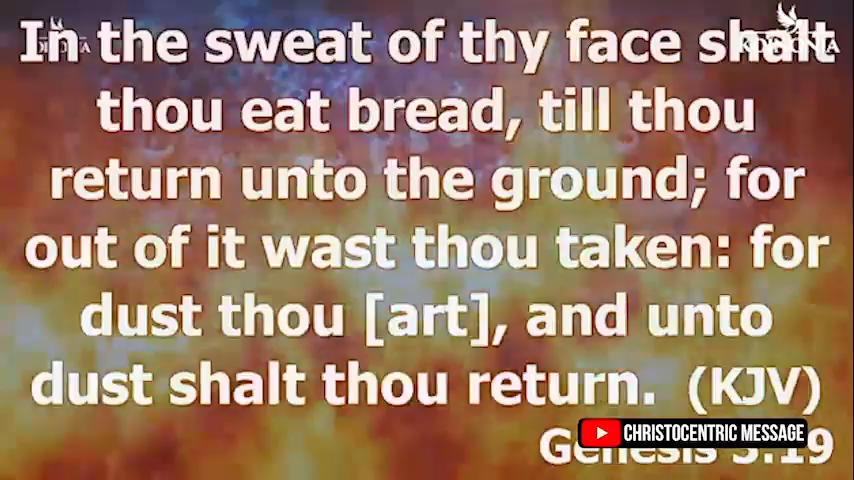 In the sweat of thy face shalt
thou eat bread, till thou
return unto the ground; for
out of it wast thou taken: for
dust thou [art], and unto
dust shalt thou return. (KJV)
CHRISTOCENTRIC MESSAGE
Genesis 3:19